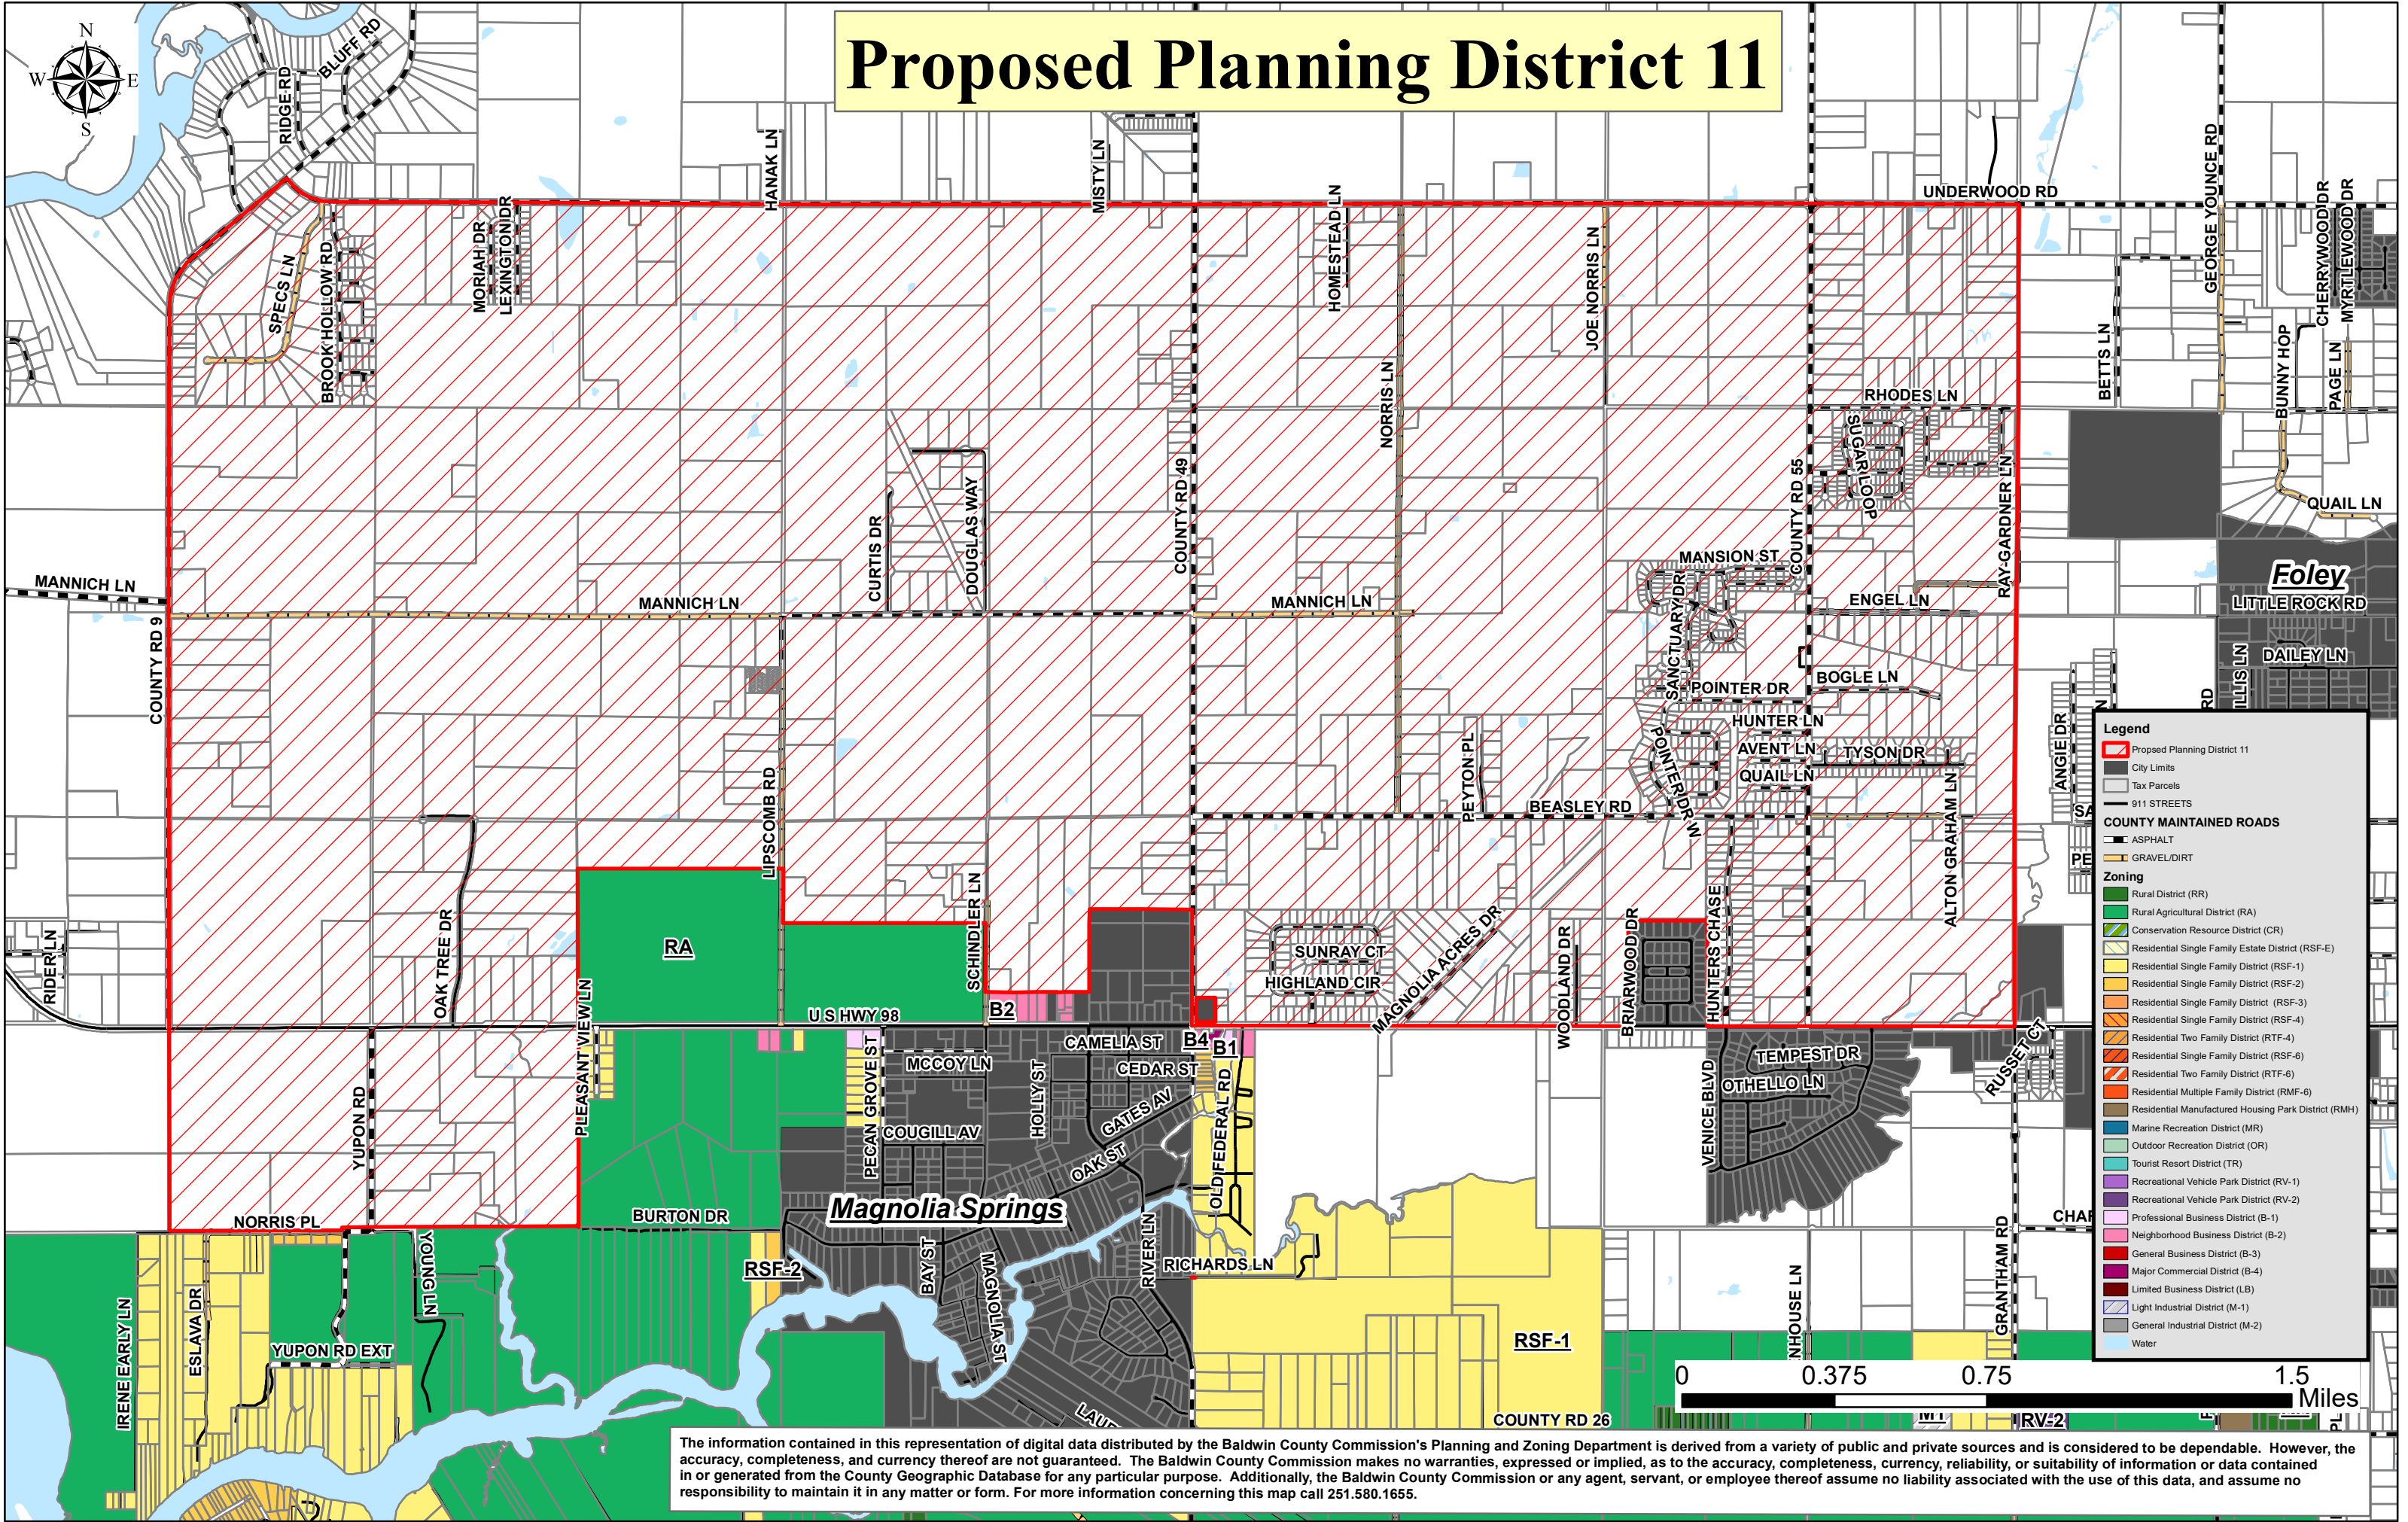 Proposed Planning District 11
N
W
E
S
BLUFF RD
RIDGE RD
HANAK LN
MISTY LN
HOMESTEAD LN
UNDERWOOD RD
GEORGE YOUNCE RD
CHERRYWOOD DR
MYRTLEWOOD DR
SPECS LN
BROOK HOLLOW RD
MORIAH DR
LEXINGTON DR
JOE NORRIS LN
NORRIS LN
BETTS LN
BUNNY HOP
PAGE LN
RHODES LN
SUGAR LOOP
COUNTY RD 49
COUNTY RD 55
RAY-GARDNER LN
QUAIL LN
CURTIS DR
DOUGLAS WAY
MANSION ST
Foley
MANNICH LN
MANNICH LN
MANNICH LN
ENGEL LN
LITTLE ROCK RD
COUNTY RD 9
SANCTUARY DR
DAILEY LN
POINTER DR
BOGLE LN
HUNTER LN
AVENT LN
TYSON DR
QUAIL LN
POINTER DR W
ANGIE DR
LIPSCOMB RD
PEYTON PL
BEASLEY RD
ALTON GRAHAM LN
OAK TREE DR
RIDER LN
RA
SCHINDLER LN
SUNRAY CT
HIGHLAND CIR
MAGNOLIA ACRES DR
WOODLAND DR
BRIARWOOD DR
HUNTERS CHASE
B2
U S HWY 98
PLEASANT VIEW LN
B4
B1
CAMELIA ST
MCCOY LN
CEDAR ST
PECAN GROVE ST
HOLLY ST
GATES AV
COUGILL AV
OAK ST
OLD FEDERAL RD
VENICE BLVD
TEMPEST DR
OTHELLO LN
RUSSET CT
YUPON RD
Magnolia Springs
NORRIS PL
BURTON DR
YOUNG LN
RSF-2
BAY ST
MAGNOLIA ST
RIVER LN
RICHARDS LN
GRANTHAM RD
IRENE EARLY LN
ESLAVA DR
YUPON RD EXT
RSF-1
COUNTY RD 26
RV-2
Legend
Propsed Planning District 11
City Limits
Tax Parcels
911 STREETS
COUNTY MAINTAINED ROADS
ASPHALT
GRAVEL/DIRT
Zoning
Rural District (RR)
Rural Agricultural District (RA)
Conservation Resource District (CR)
Residential Single Family Estate District (RSF-E)
Residential Single Family District (RSF-1)
Residential Single Family District (RSF-2)
Residential Single Family District (RSF-3)
Residential Single Family District (RSF-4)
Residential Two Family District (RTF-4)
Residential Single Family District (RSF-6)
Residential Two Family District (RTF-6)
Residential Multiple Family District (RMF-6)
Residential Manufactured Housing Park District (RMH)
Marine Recreation District (MR)
Outdoor Recreation District (OR)
Tourist Resort District (TR)
Recreational Vehicle Park District (RV-1)
Recreational Vehicle Park District (RV-2)
Professional Business District (B-1)
Neighborhood Business District (B-2)
General Business District (B-3)
Major Commercial District (B-4)
Limited Business District (LB)
Light Industrial District (M-1)
General Industrial District (M-2)
Water
0 0.375 0.75 1.5
Miles
The information contained in this representation of digital data distributed by the Baldwin County Commission's Planning and Zoning Department is derived from a variety of public and private sources and is considered to be dependable. However, the
accuracy, completeness, and currency thereof are not guaranteed. The Baldwin County Commission makes no warranties, expressed or implied, as to the accuracy, completeness, currency, reliability, or suitability of information or data contained
in or generated from the County Geographic Database for any particular purpose. Additionally, the Baldwin County Commission or any agent, servant, or employee thereof assume no liability associated with the use of this data, and assume no
responsibility to maintain it in any matter or form. For more information concerning this map call 251.580.1655.